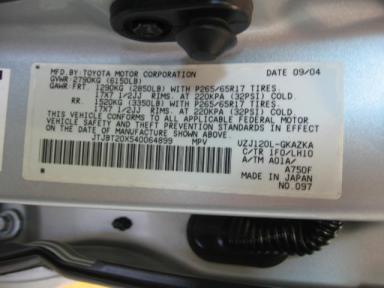 MFD.BY:TOYOTA MOTOR CORPORATION DATE 09/04
GVWR:2790KG (6150LB)
GAWR FRT. 1290KG (2850LB) WITH P265/65R17 TIRES.
17X7 1/2JJ RIMS AT 220KPA (32PSI) COLD.
RR. 1520KG (3350LB) WITH P265/65R17 TIRES.
17X7 1/2JJ RIMS AT 220KPA (32PSI) COLD.
THIS VEHICLE CONFORMS TO ALL APPLICABLE FEDERAL MOTOR
VEHICLE SAFETY AND THEFT PREVENTION STANDARDS IN EFFECT
ON THE DATE OF MANUFACTURE SHOWN ABOVE.
JTJBT20X540064899 MPV UZJ120L-GKAZKA
C/TR 1F0/LH10
A/TM A01A/
A750F
MADE IN JAPAN
NO.097